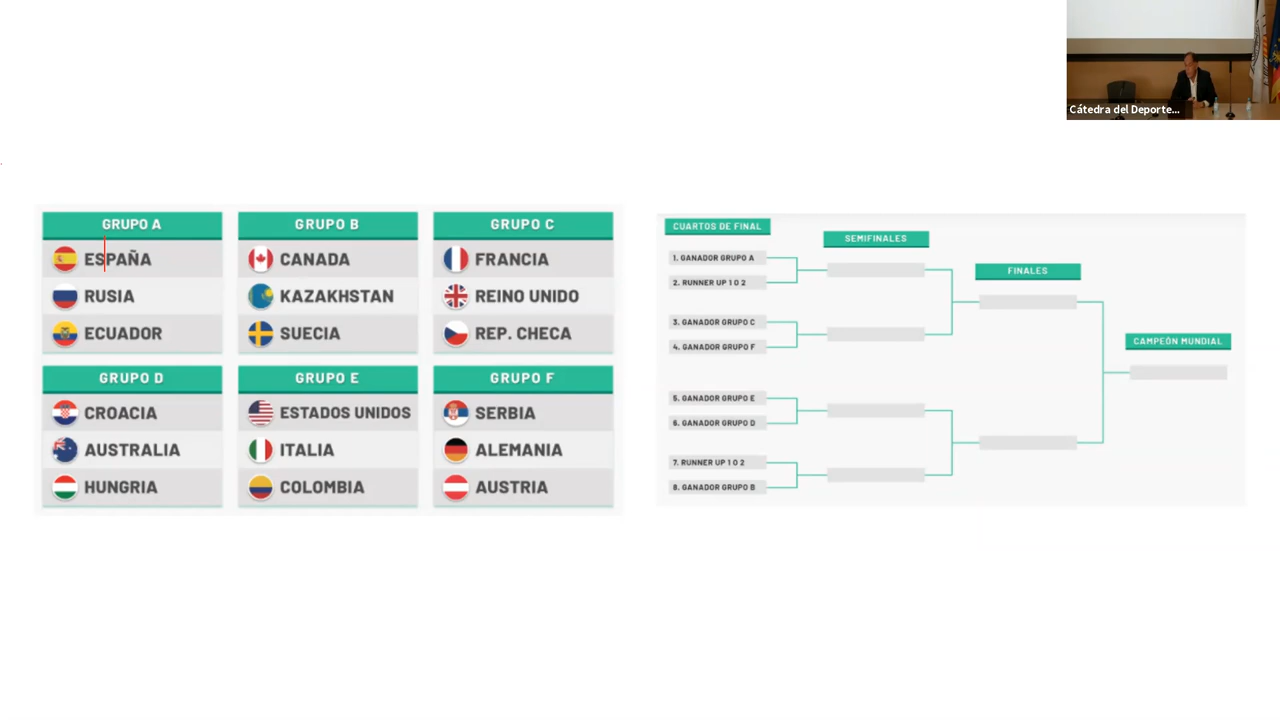 Cátedra del Deporte...
GRUPO A
ESPAÑA
RUSIA
ECUADOR
GRUPO B
CANADA
KAZAKHSTAN
SUECIA
GRUPO C
FRANCIA
REINO UNIDO
REP. CHECA
GRUPO D
CROACIA
AUSTRALIA
HUNGRIA
GRUPO E
ESTADOS UNIDOS
ITALIA
COLOMBIA
GRUPO F
SERBIA
ALEMANIA
AUSTRIA
CUARTOS DE FINAL
1. GANADOR GRUPO A
2. RUNNER UP 1 O 2
3. GANADOR GRUPO C
4. GANADOR GRUPO F
5. GANADOR GRUPO E
6. GANADOR GRUPO D
7. RUNNER UP 1 O 2
8. GANADOR GRUPO B
SEMIFINALES
FINALES
CAMPEÓN MUNDIAL